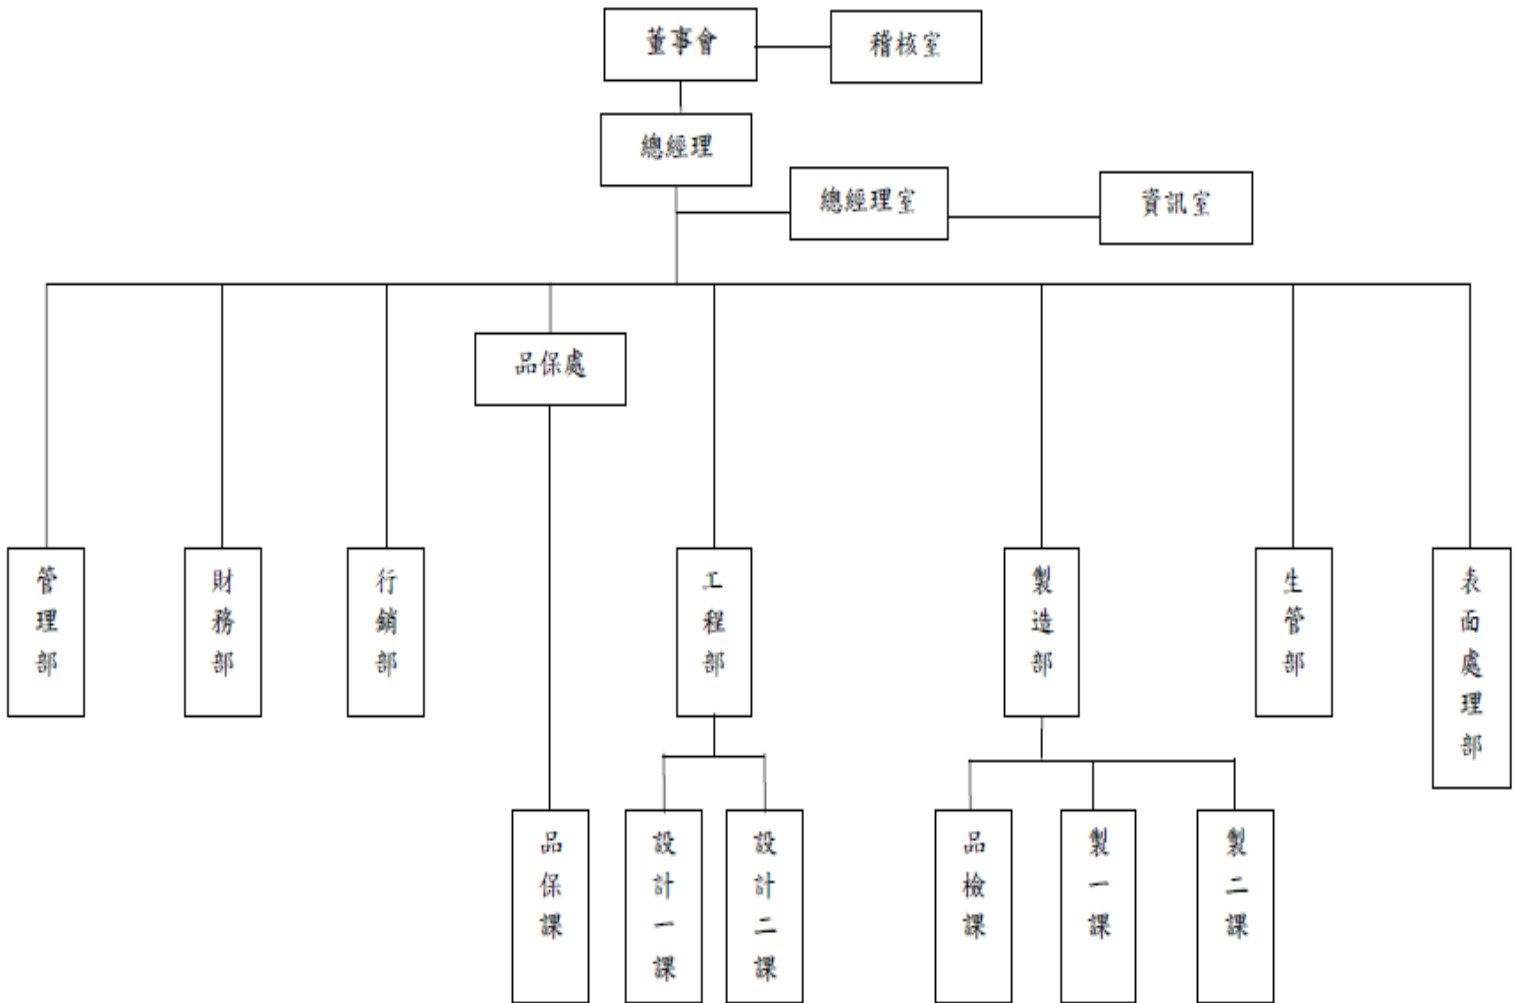 董事會
稽核室
總經理
總經理室
資訊室
品保處
管理部
財務部
行銷部
工程部
製造部
生管部
表面處理部
品保課
設計一課
設計二課
品檢課
製一課
製二課